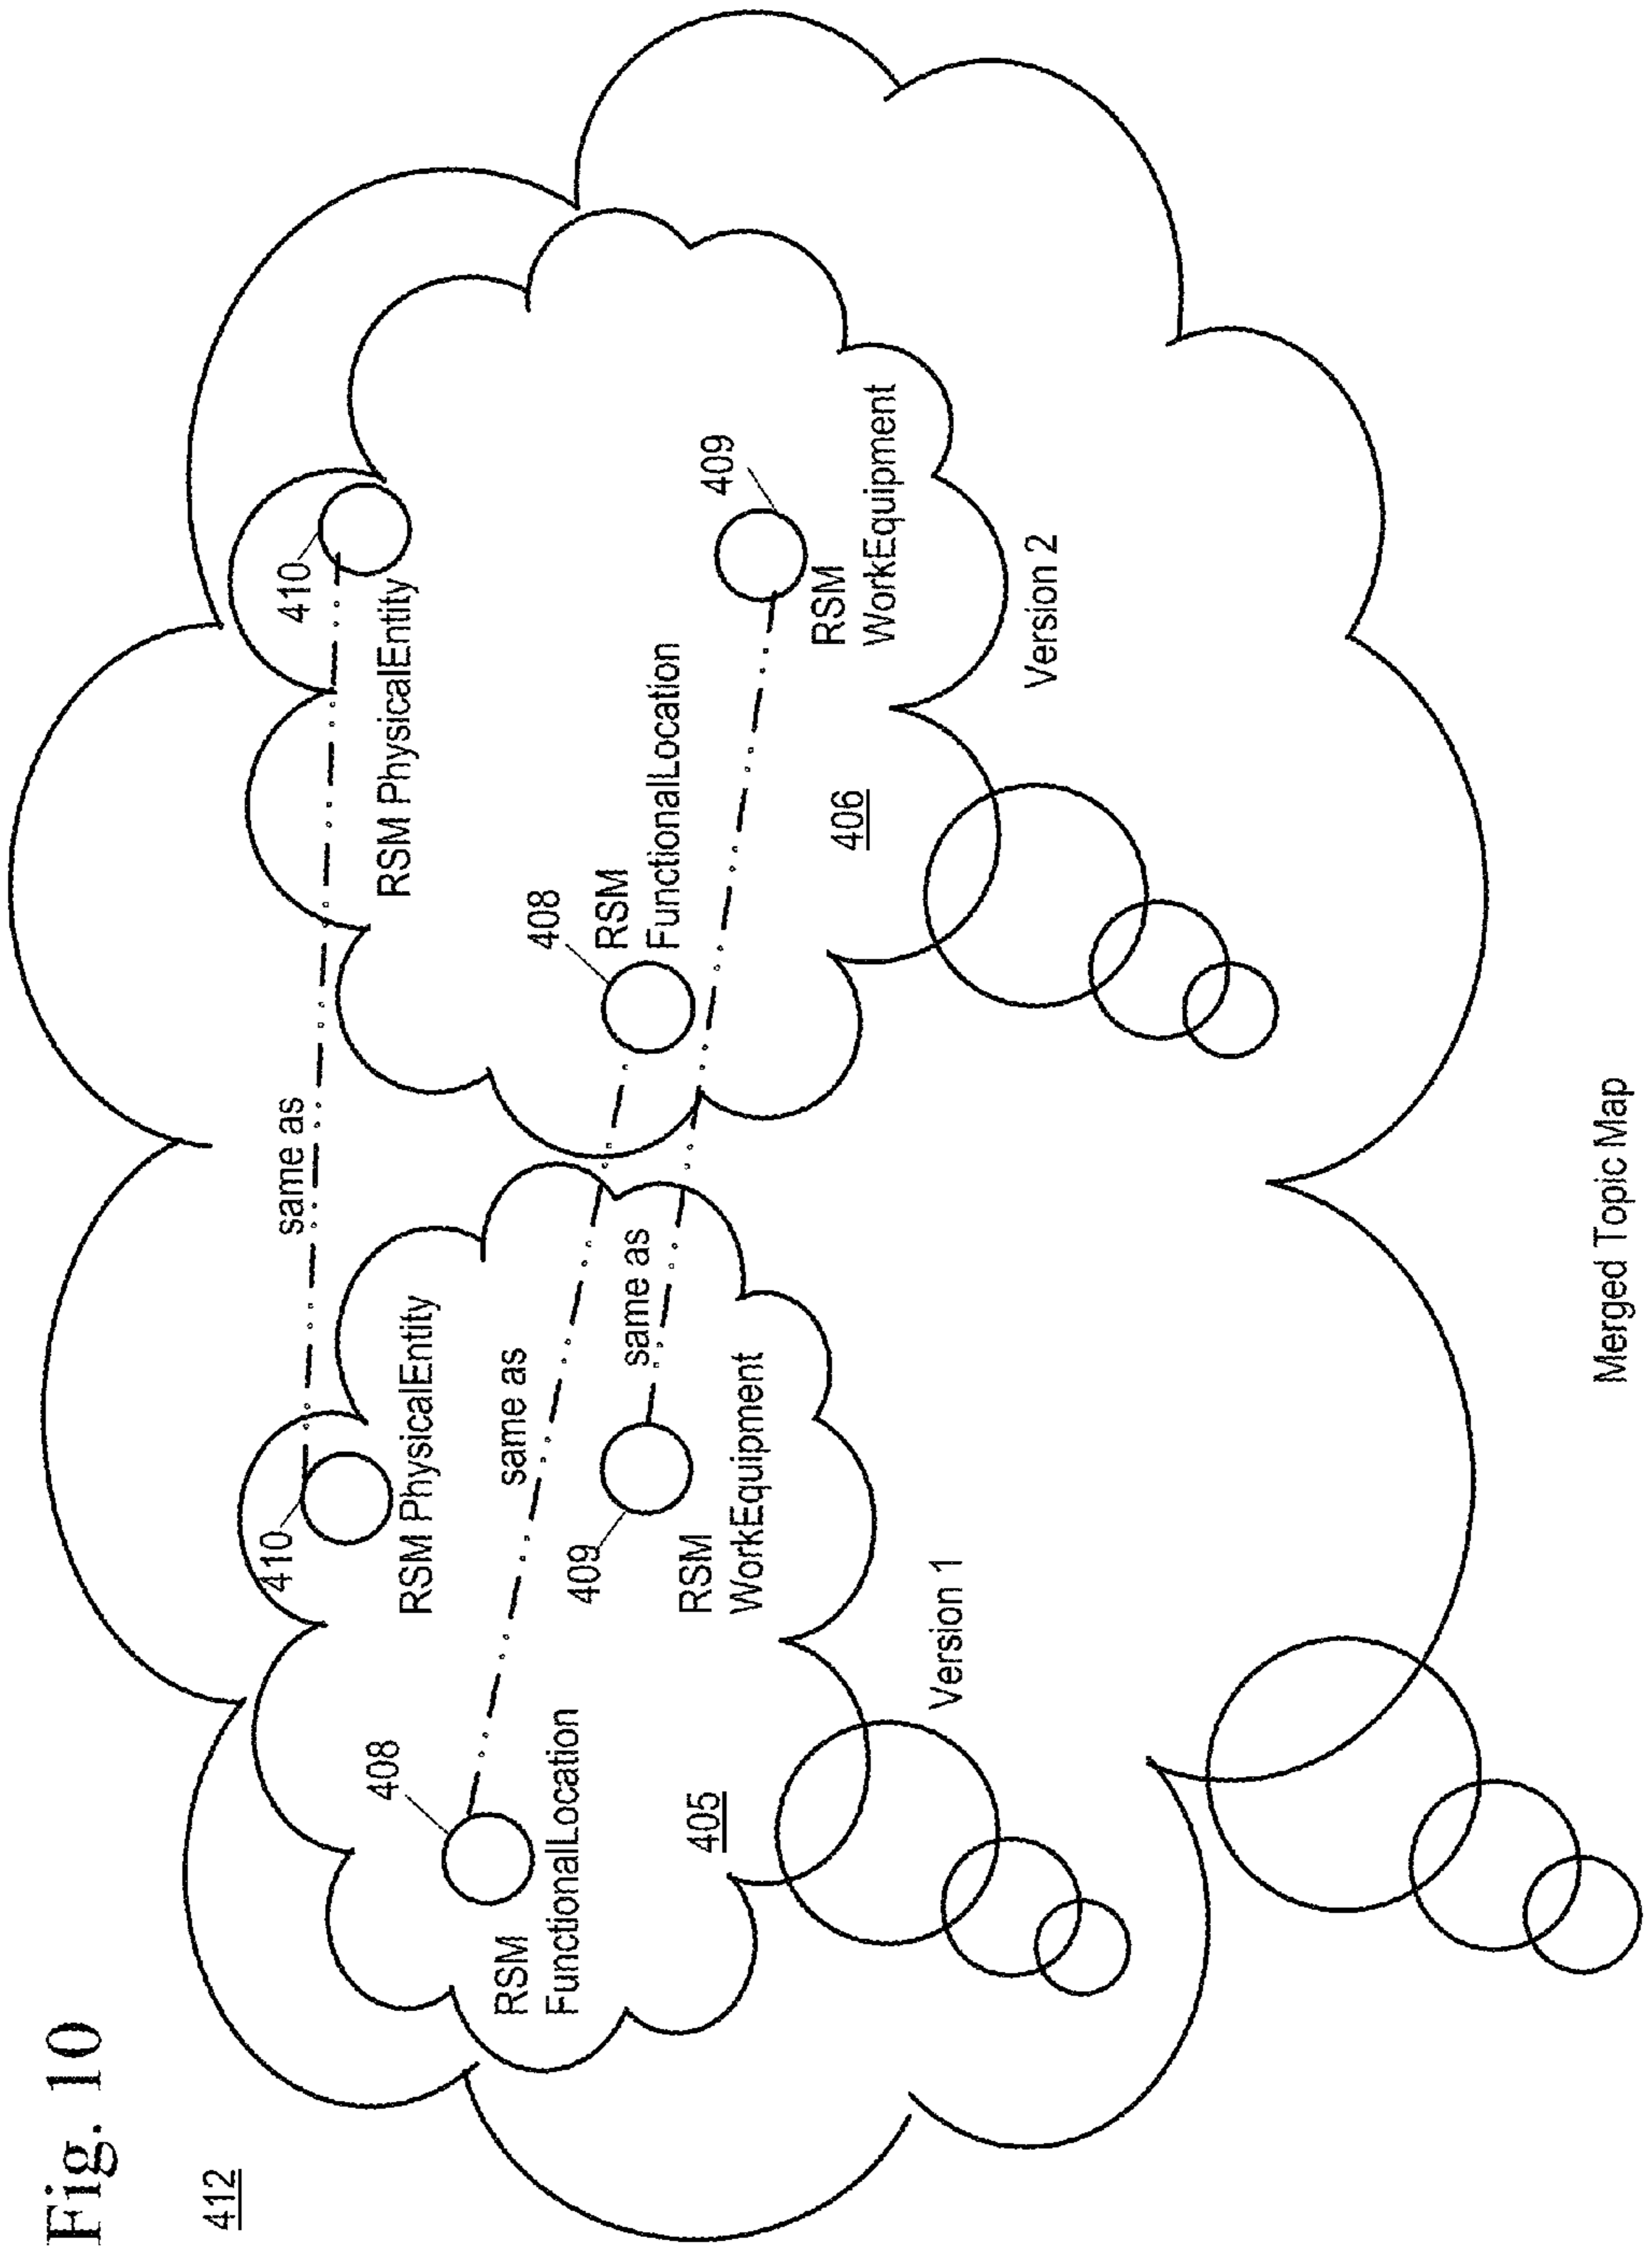 Fig. 10
412
410
same as
410
RSM PhysicalEntity
RSM PhysicalEntity
408
RSM
FunctionalLocation
same as
408
RSM
FunctionalLocation
409
RSM
WorkEquipment
same as
409
RSM
WorkEquipment
405
406
Version 1
Version 2
Merged Topic Map